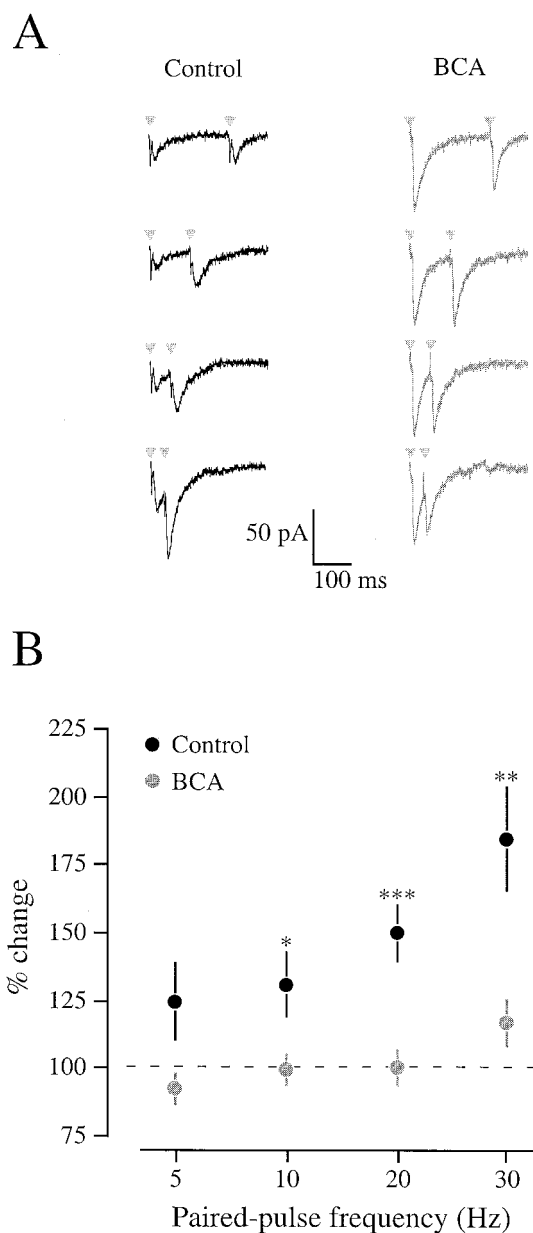 A
Control
BCA
50 pA
100 ms
B
225
200
175
150
125
100
75
% change
Control
BCA
*
***
**
5
10
20
30
Paired-pulse frequency (Hz)